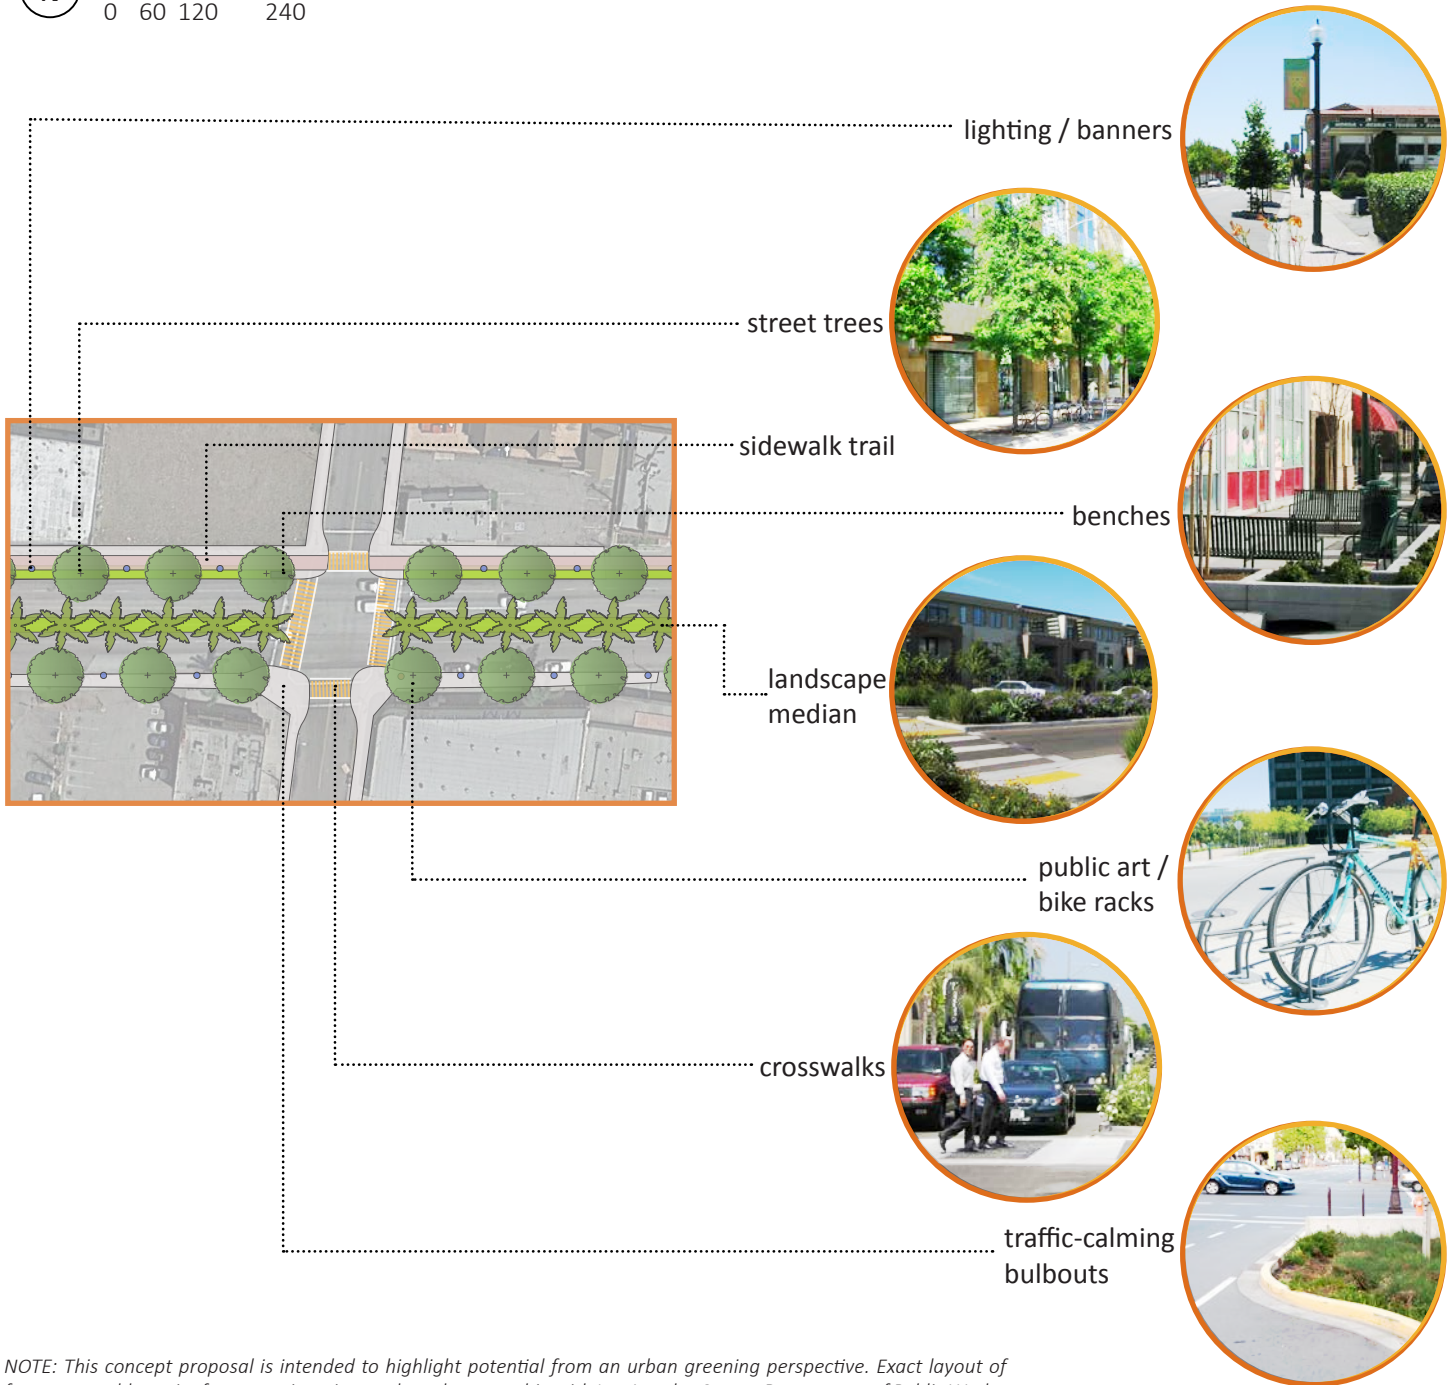 0 60 120 240
lighting / banners
street trees
sidewalk trail
benches
landscape
median
public art /
bike racks
crosswalks
traffic-calming
bulbouts
NOTE: This concept proposal is intended to highlight potential from an urban greening perspective. Exact layout of